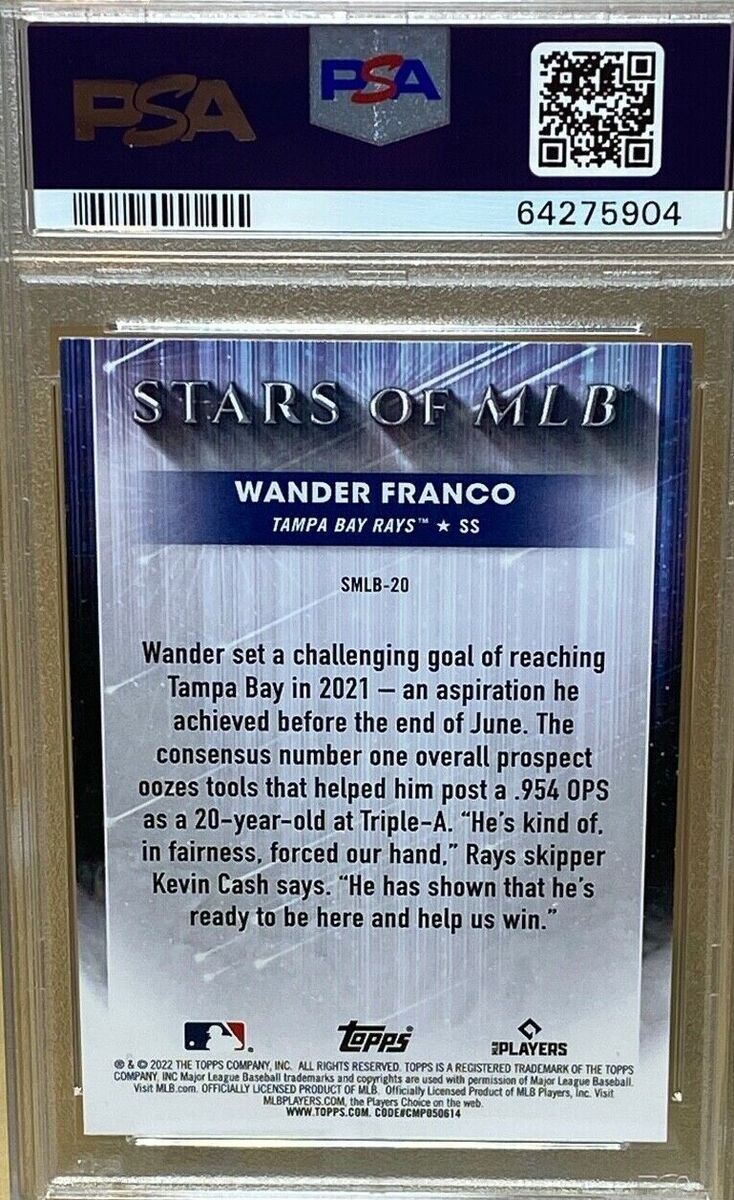 PSA
PSA
64275904
STARS OF MLB
WANDER FRANCO
TAMPA BAY RAYS™ ★ SS
SMLB-20
Wander set a challenging goal of reaching
Tampa Bay in 2021 — an aspiration he
achieved before the end of June. The
consensus number one overall prospect
oozes tools that helped him post a .954 OPS
as a 20-year-old at Triple-A. “He's kind of,
in fairness, forced our hand,” Rays skipper
Kevin Cash says. “He has shown that he's
ready to be here and help us win.”
topps
PLAYERS
® & © 2022 THE TOPPS COMPANY, INC. ALL RIGHTS RESERVED. TOPPS IS A REGISTERED TRADEMARK OF THE TOPPS
COMPANY, INC Major League Baseball trademarks and copyrights are used with permission of Major League Baseball.
Visit MLB.com. OFFICIALLY LICENSED PRODUCT OF MLB. Officially Licensed Product of MLB Players, Inc. Visit
MLBPLAYERS.COM, the Players Choice on the web.
WWW.TOPPS.COM. CODE#CMP050614